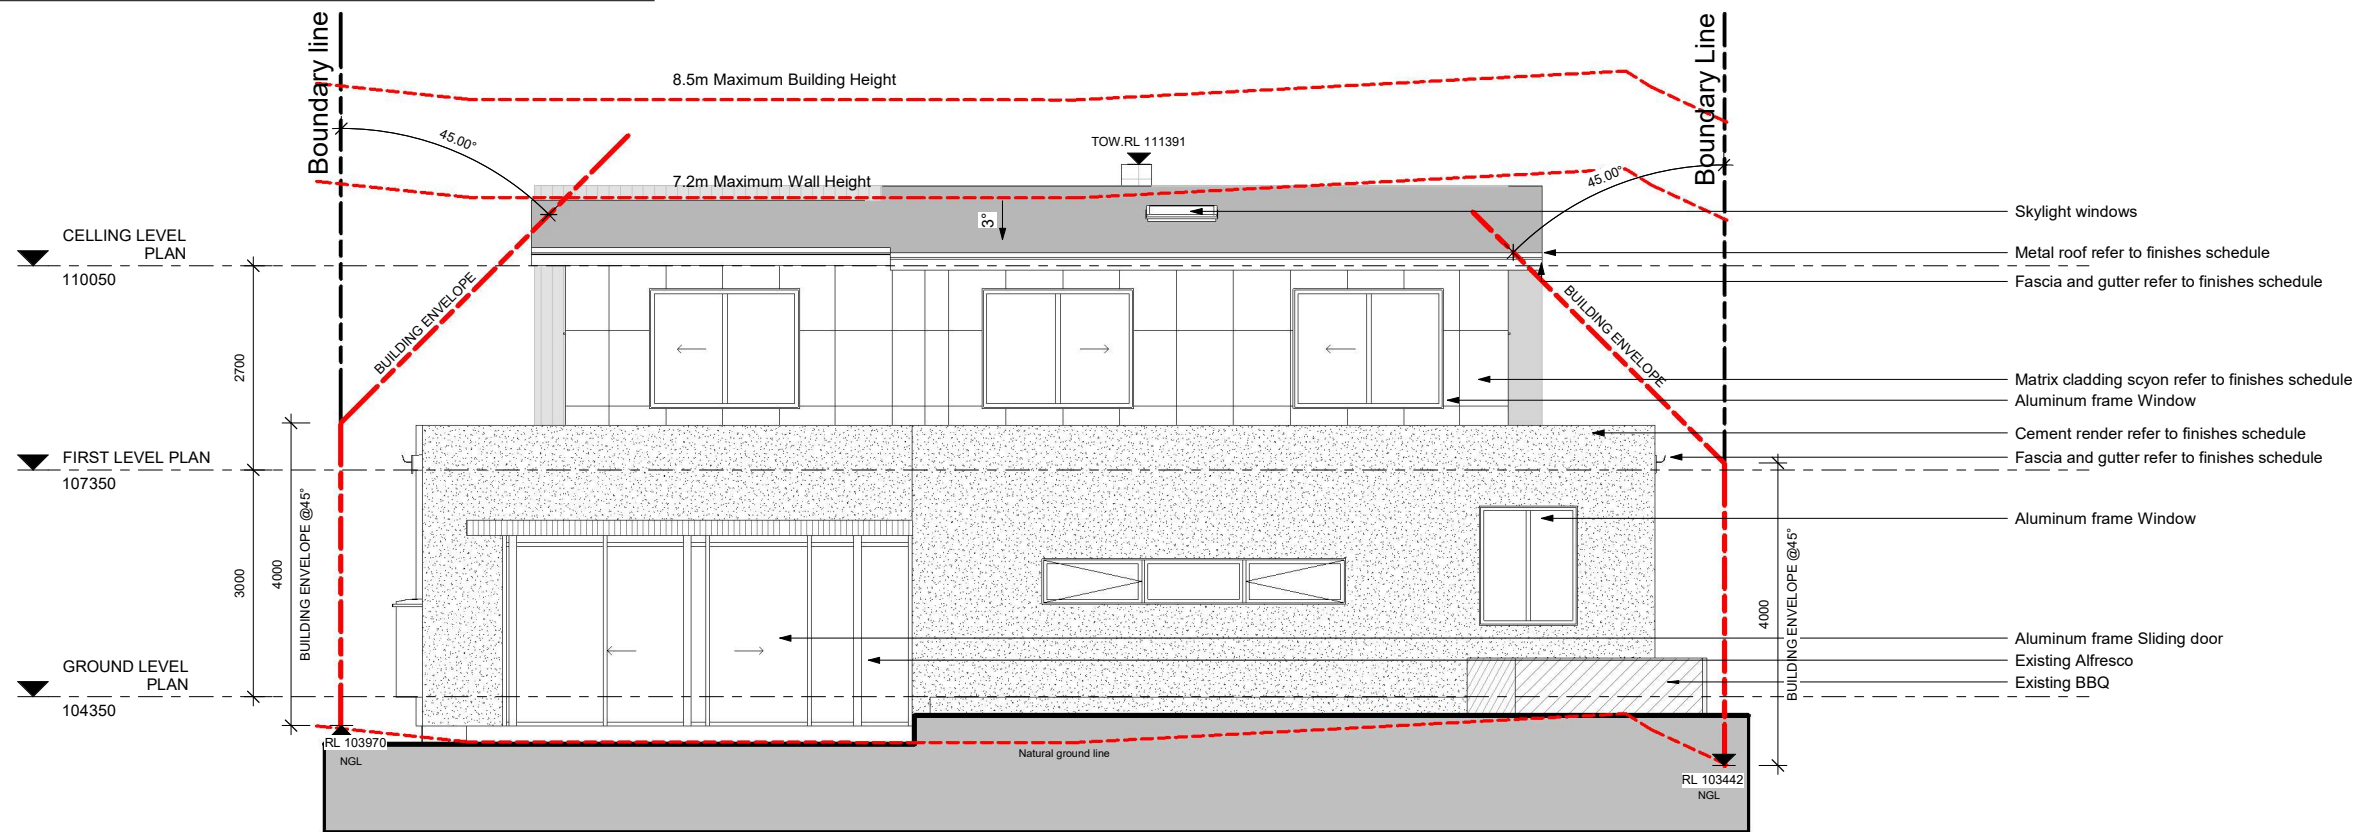 Boundary line
Boundary Line
8.5m Maximum Building Height
45.00°
TOW.RL 111391
7.2m Maximum Wall Height
45.00°
3°
Skylight windows
CELLING LEVEL
PLAN
110050
Metal roof refer to finishes schedule
Fascia and gutter refer to finishes schedule
BUILDING ENVELOPE
BUILDING ENVELOPE
2700
Matrix cladding scyon refer to finishes schedule
Aluminum frame Window
Cement render refer to finishes schedule
FIRST LEVEL PLAN
107350
Fascia and gutter refer to finishes schedule
Aluminum frame Window
3000
4000
BUILDING ENVELOPE @45°
4000
BUILDING ENVELOPE @45°
Aluminum frame Sliding door
Existing Alfresco
Existing BBQ
GROUND LEVEL
PLAN
104350
RL 103970
NGL
Natural ground line
RL 103442
NGL